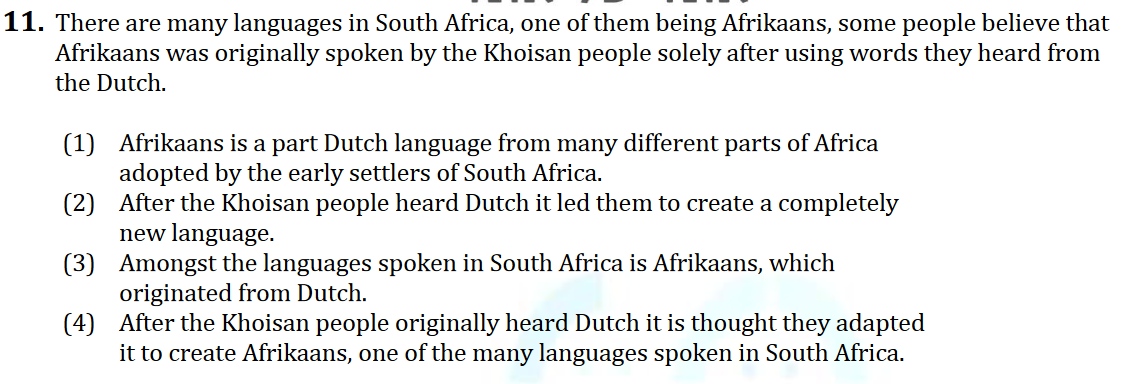 11. There are many languages in South Africa, one of them being Afrikaans, some people believe that
Afrikaans was originally spoken by the Khoisan people solely after using words they heard from
the Dutch.
(1) Afrikaans is a part Dutch language from many different parts of Africa
adopted by the early settlers of South Africa.
(2) After the Khoisan people heard Dutch it led them to create a completely
new language.
(3) Amongst the languages spoken in South Africa is Afrikaans, which
originated from Dutch.
(4) After the Khoisan people originally heard Dutch it is thought they adapted
it to create Afrikaans, one of the many languages spoken in South Africa.